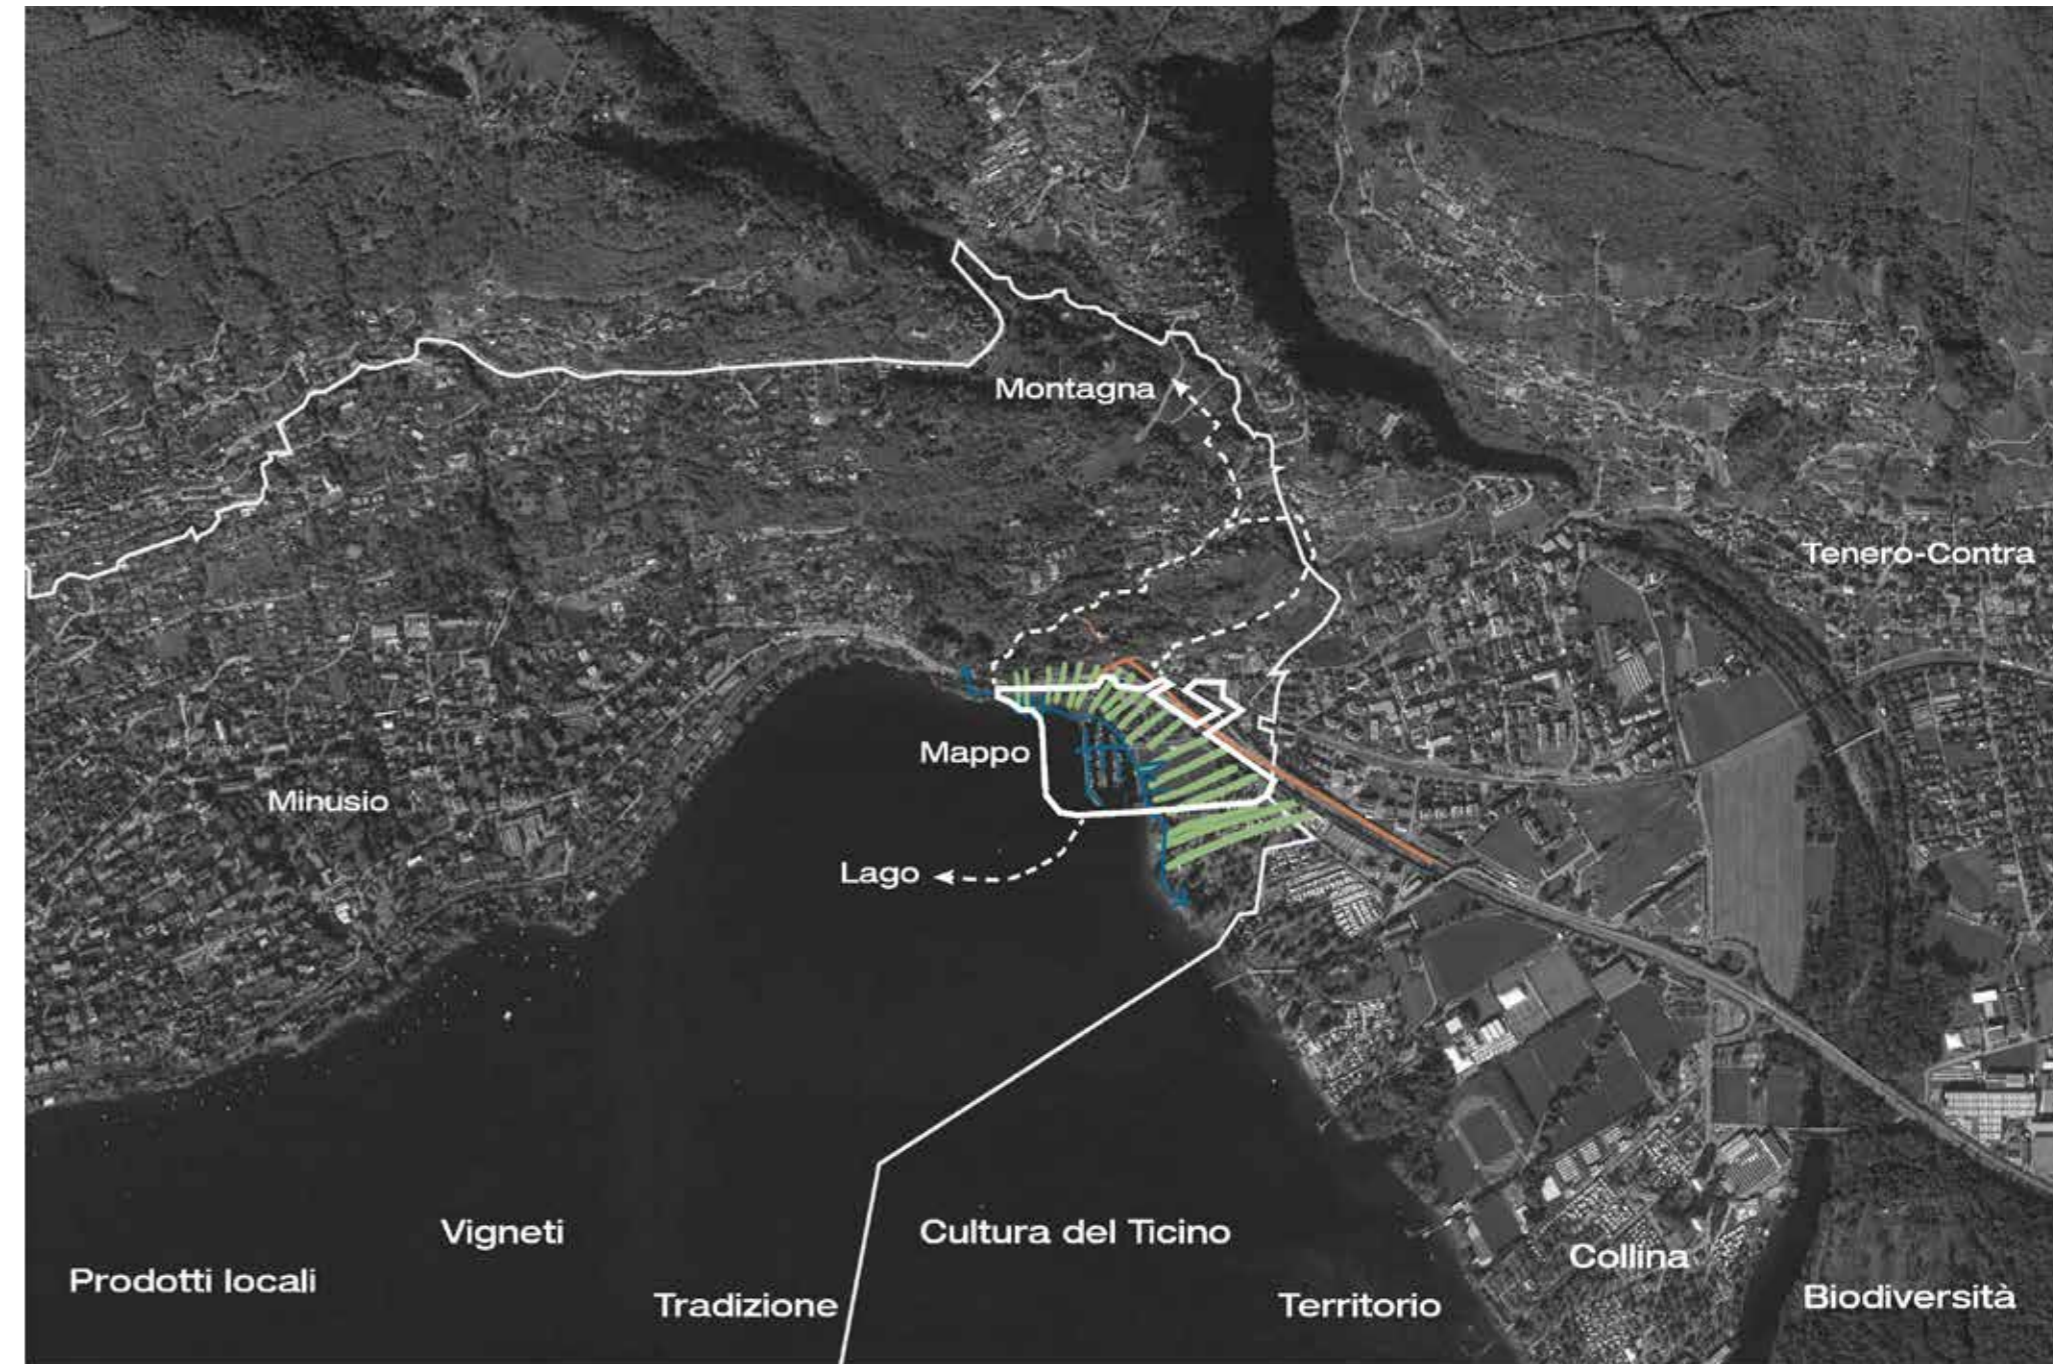 Montagna
Tenero-Contra
Mappo
Minusio
Lago
Vigneti
Cultura del Ticino
Collina
Prodotti locali
Tradizione
Territorio
Biodiversità